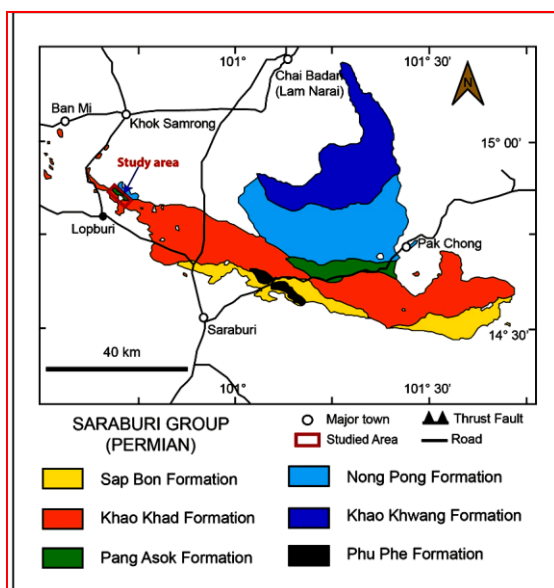 101°
101° 30'
Chai Badan
(Lam Narai)
N
Ban Mi
Khok Samrong
15° 00'
Study area
Lopburi
Pak Chong
Saraburi
14° 30'
40 km
101°
101° 30'
SARABURI GROUP
(PERMIAN)
Major town
Thrust Fault
Studied Area
Road
Sap Bon Formation
Nong Pong Formation
Khao Khad Formation
Khao Khwang Formation
Pang Asok Formation
Phu Phe Formation